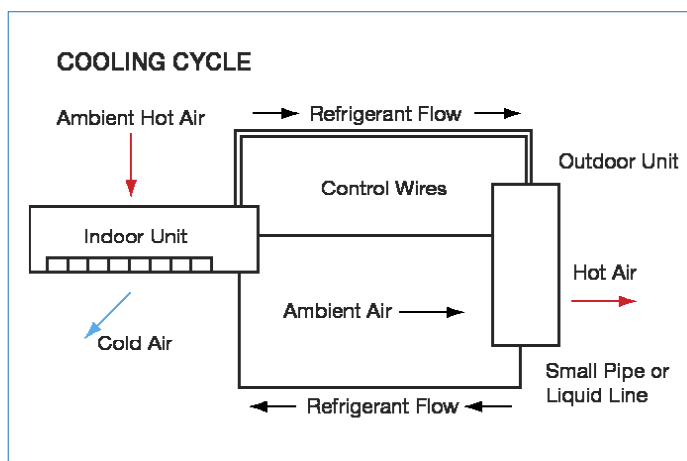 COOLING CYCLE
Ambient Hot Air
Refrigerant Flow
Control Wires
Outdoor Unit
Indoor Unit
Hot Air
Ambient Air
Cold Air
Small Pipe or
Liquid Line
Refrigerant Flow